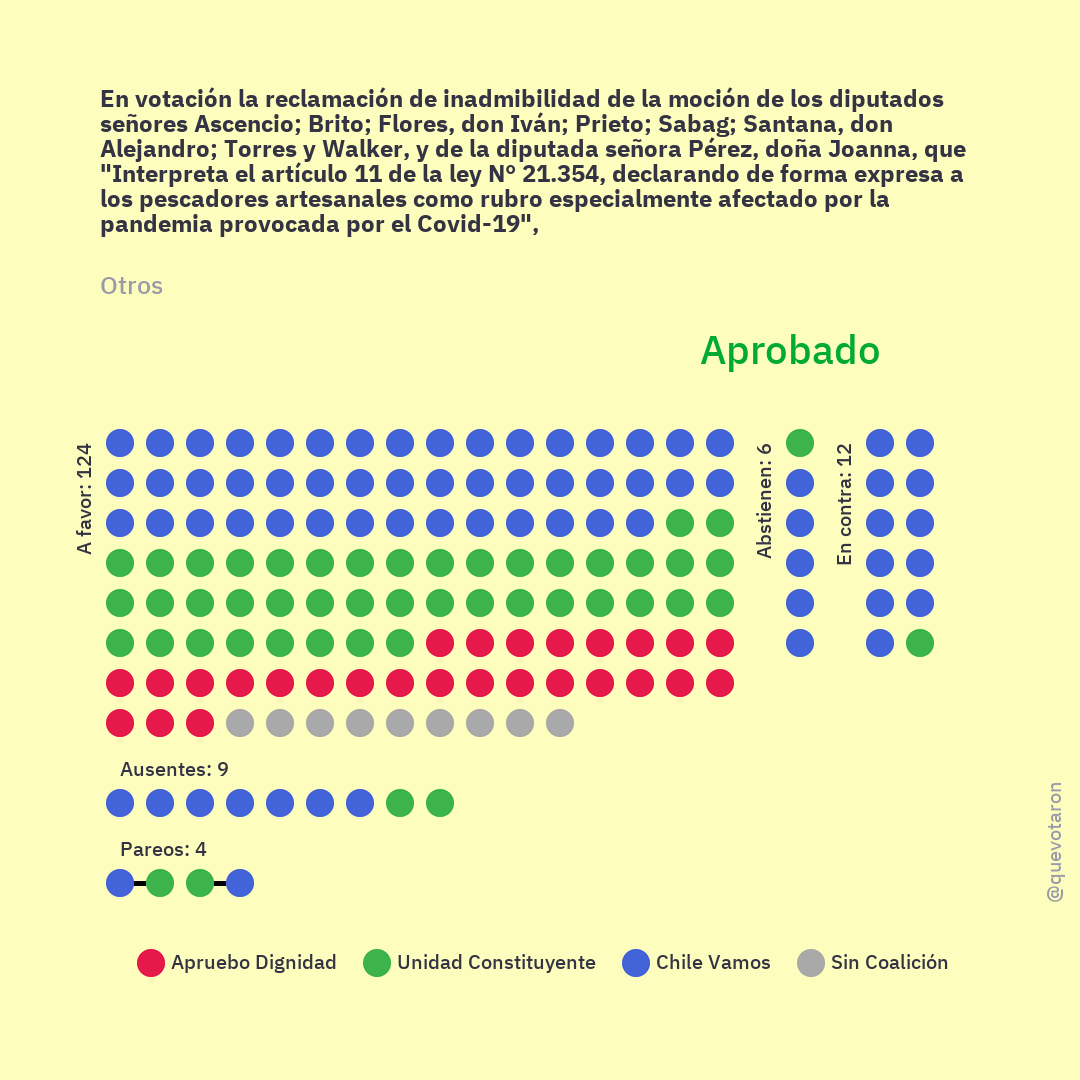 En votación la reclamación de inadmibilidad de la moción de los diputados
señores Ascencio; Brito; Flores, don Iván; Prieto; Sabag; Santana, don
Alejandro; Torres y Walker, y de la diputada señora Pérez, doña Joanna, que
"Interpreta el artículo 11 de la ley N° 21.354, declarando de forma expresa a
los pescadores artesanales como rubro especialmente afectado por la
pandemia provocada por el Covid-19",
Otros
Aprobado
A favor: 124
Abstienen: 6
En contra: 12
Ausentes: 9
Pareos: 4
@quevotaron
Apruebo Dignidad
Unidad Constituyente
Chile Vamos
Sin Coalición